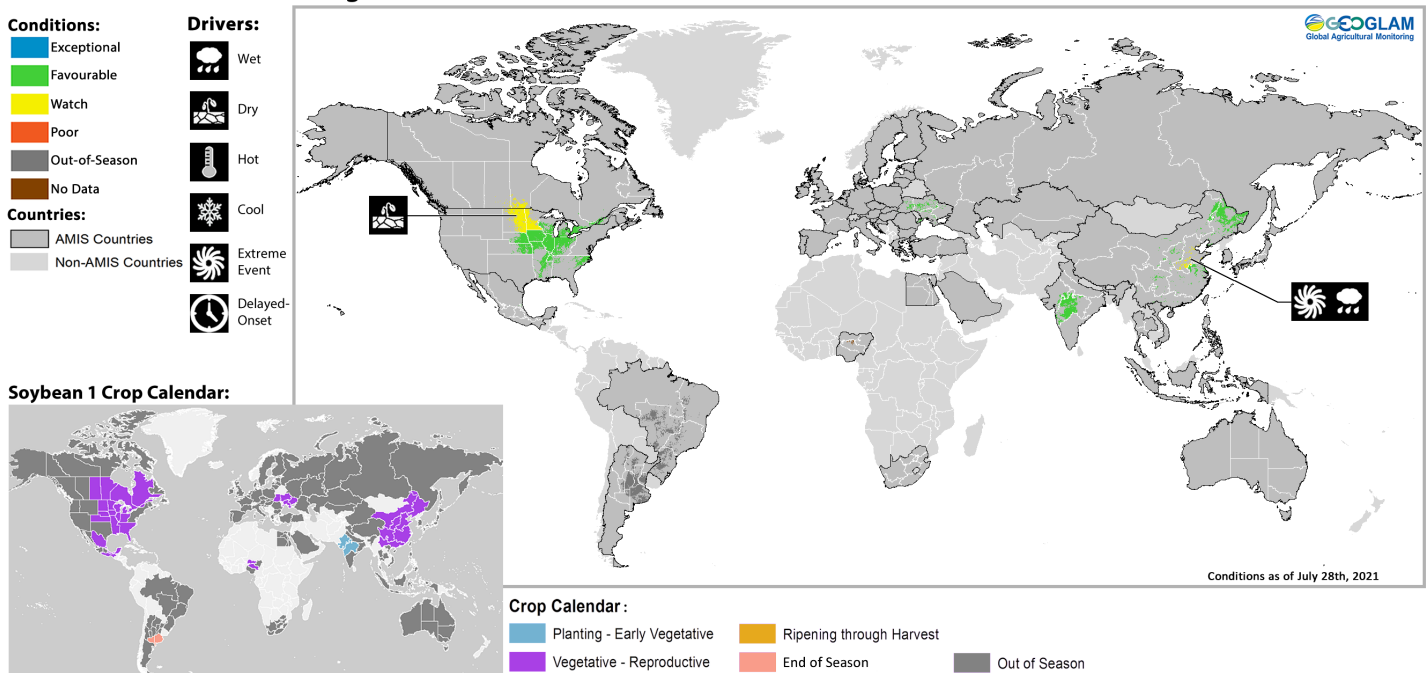 Conditions:
Exceptional
Favourable
Watch
Poor
Out-of-Season
No Data
Countries:
AMIS Countries
Non-AMIS Countries
Drivers:
Wet
Dry
Hot
Cool
Extreme
Event
Delayed-
Onset
GEOGLAM
Global Agricultural Monitoring
Conditions as of July 28th, 2021
Soybean 1 Crop Calendar:
Crop Calendar :
Planting - Early Vegetative
Vegetative - Reproductive
Ripening through Harvest
End of Season
Out of Season